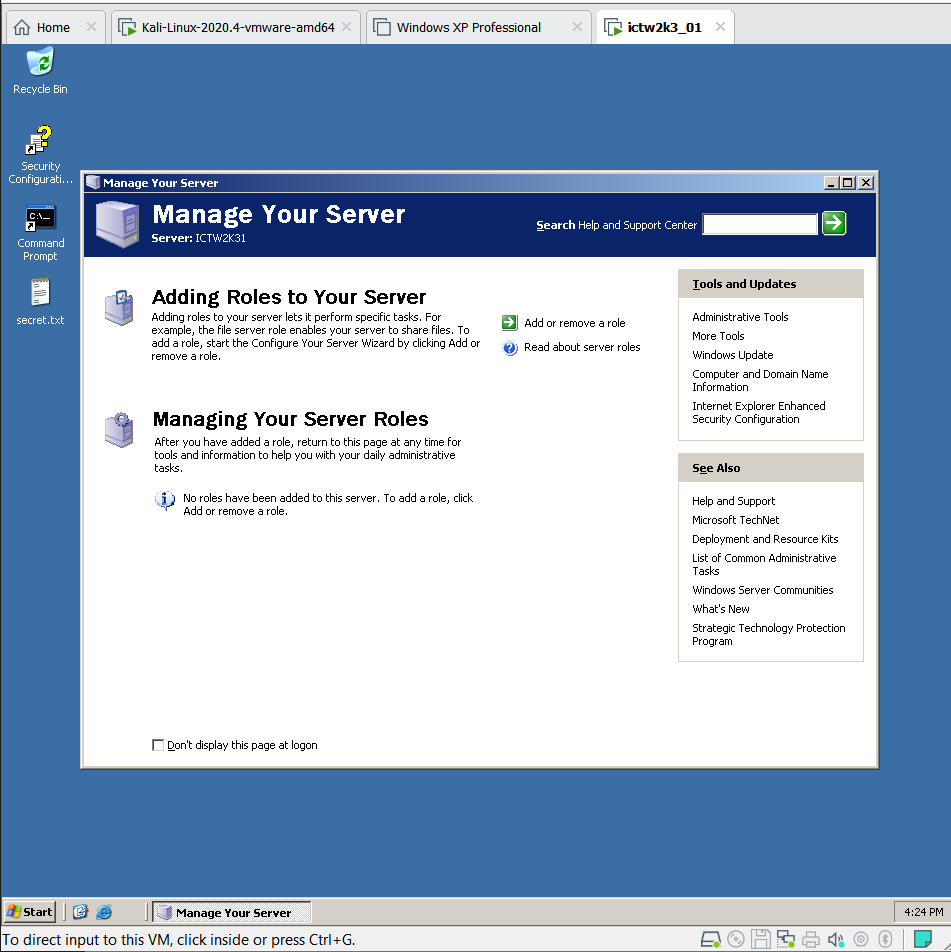 Home
Kali-Linux-2020.4-vmware-amd64
Windows XP Professional
ictw2k3_01
Recycle Bin
Security
Configurati...
C:\
Command
Prompt
secret.txt
Manage Your Server
Manage Your Server
Server: ICTW2K31
Search Help and Support Center
Adding Roles to Your Server
Adding roles to your server lets it perform specific tasks. For
example, the file server role enables your server to share files. To
add a role, start the Configure Your Server Wizard by clicking Add or
remove a role.
Add or remove a role
Read about server roles
Managing Your Server Roles
After you have added a role, return to this page at any time for
tools and information to help you with your daily administrative
tasks.
No roles have been added to this server. To add a role, click
Add or remove a role.
Tools and Updates
Administrative Tools
More Tools
Windows Update
Computer and Domain Name
Information
Internet Explorer Enhanced
Security Configuration
See Also
Help and Support
Microsoft TechNet
Deployment and Resource Kits
List of Common Administrative
Tasks
Windows Server Communities
What's New
Strategic Technology Protection
Program
Don't display this page at logon
Start
Manage Your Server
4:24 PM
To direct input to this VM, click inside or press Ctrl+G.